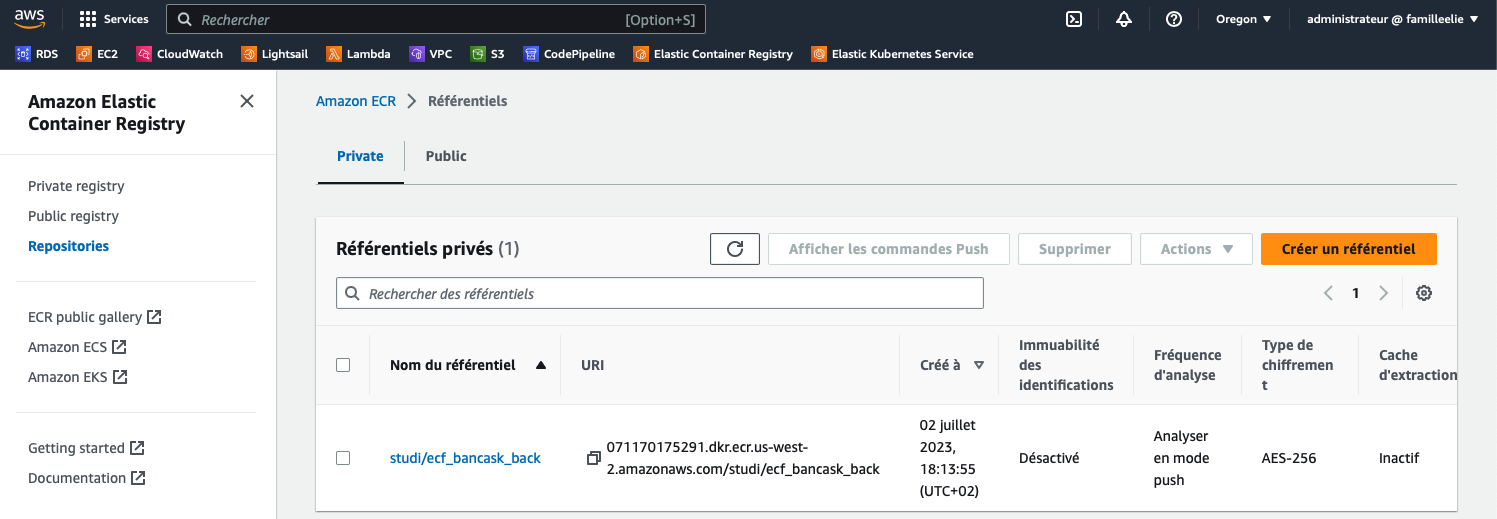 aws
Services
Rechercher
[Option+S]
Oregon
administrateur @ familleelie
RDS
EC2
CloudWatch
Lightsail
Lambda
VPC
S3
CodePipeline
Elastic Container Registry
Elastic Kubernetes Service
Amazon Elastic
Container Registry
Private registry
Public registry
Repositories
ECR public gallery
Amazon ECS
Amazon EKS
Getting started
Documentation
Amazon ECR
Référentiels
Private
Public
Référentiels privés (1)
Afficher les commandes Push
Supprimer
Actions
Créer un référentiel
Rechercher des référentiels
1
Nom du référentiel
URI
Créé à
Immuabilité
des
identifications
Fréquence
d'analyse
Type de
chiffremen
t
Cache
d'extraction
studi/ecf_bancask_back
071170175291.dkr.ecr.us-west-
2.amazonaws.com/studi/ecf_bancask_back
02 juillet
2023,
18:13:55
(UTC+02)
Désactivé
Analyser
en mode
push
AES-256
Inactif